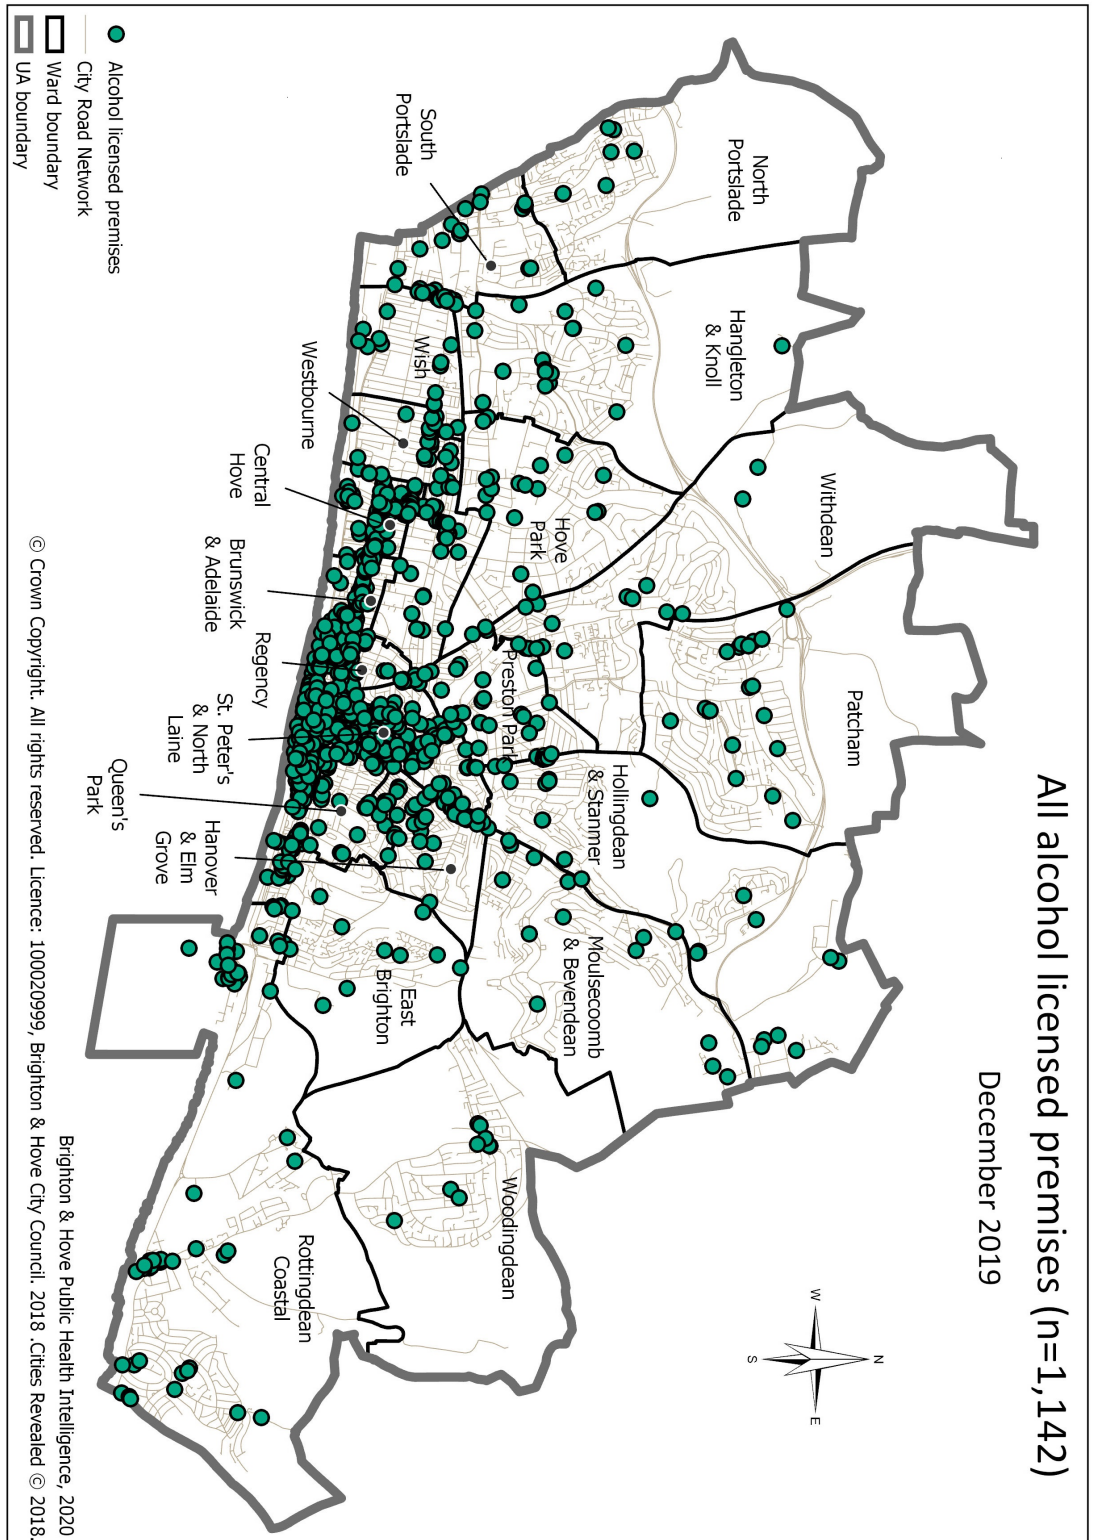 All alcohol licensed premises (n=1,142)
December 2019
N
W
E
S
North
Portslade
South
Portslade
Hangleton
& Knoll
Withdean
Patcham
Wish
Westbourne
Hove
Park
Central
Hove
Brunswick
& Adelaide
Regency
Preston Park
St. Peter's
& North
Laine
Hollingdean
& Stanmer
Queen's
Park
Hanover
& Elm
Grove
Moulsecoomb
& Bevendean
East
Brighton
Woodingdean
Rottingdean
Coastal
Alcohol licensed premises
City Road Network
Ward boundary
UA boundary
Brighton & Hove Public Health Intelligence, 2020
© Crown Copyright. All rights reserved. Licence: 100020999, Brighton & Hove City Council. 2018 .Cities Revealed © 2018.